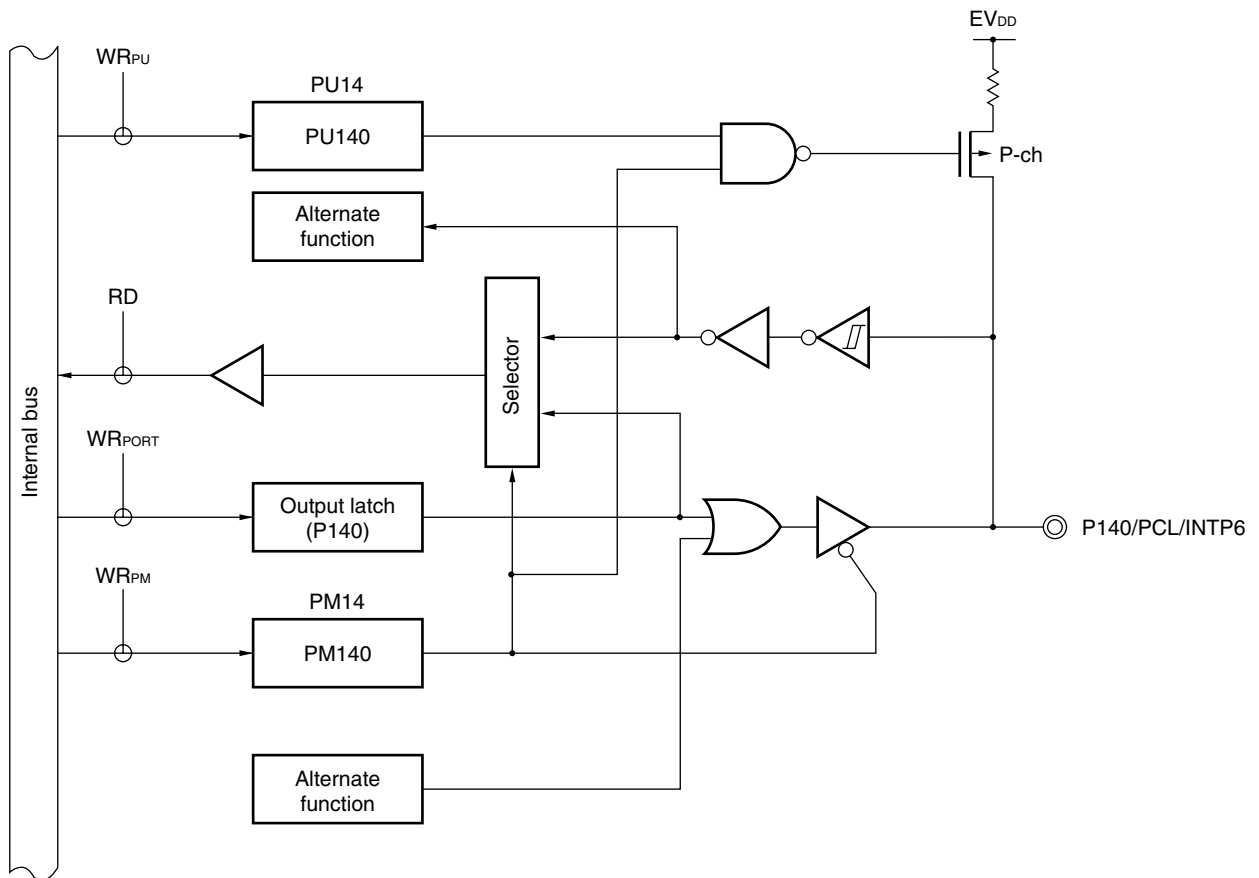 EVDD
WRPU
PU14
PU140
P-ch
Alternate
function
RD
Selector
Internal bus
WRPORT
Output latch
(P140)
P140/PCL/INTP6
WRPM
PM14
PM140
Alternate
function